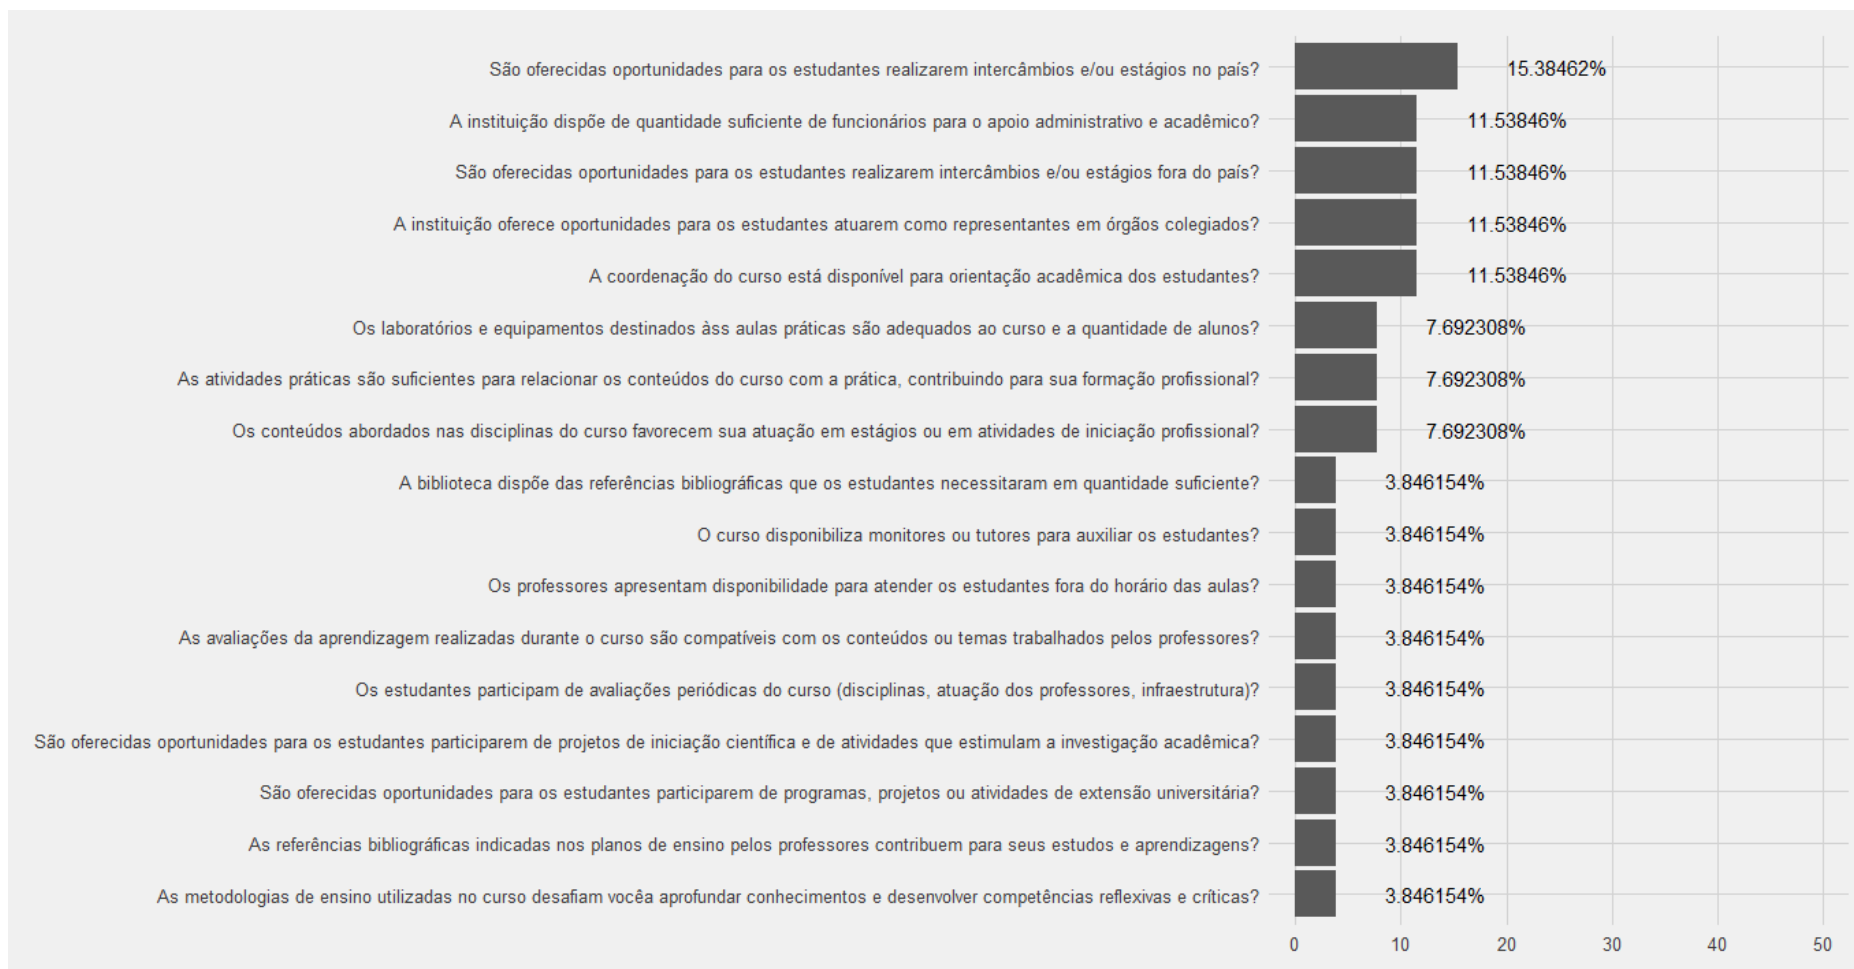 São oferecidas oportunidades para os estudantes realizarem intercâmbios e/ou estágios no país? 15.38462%
A instituição dispõe de quantidade suficiente de funcionários para o apoio administrativo e acadêmico? 11.53846%
São oferecidas oportunidades para os estudantes realizarem intercâmbios e/ou estágios fora do país? 11.53846%
A instituição oferece oportunidades para os estudantes atuarem como representantes em órgãos colegiados? 11.53846%
A coordenação do curso está disponível para orientação acadêmica dos estudantes? 11.53846%
Os laboratórios e equipamentos destinados àss aulas práticas são adequados ao curso e a quantidade de alunos? 7.692308%
As atividades práticas são suficientes para relacionar os conteúdos do curso com a prática, contribuindo para sua formação profissional? 7.692308%
Os conteúdos abordados nas disciplinas do curso favorecem sua atuação em estágios ou em atividades de iniciação profissional? 7.692308%
A biblioteca dispõe das referências bibliográficas que os estudantes necessitaram em quantidade suficiente? 3.846154%
O curso disponibiliza monitores ou tutores para auxiliar os estudantes? 3.846154%
Os professores apresentam disponibilidade para atender os estudantes fora do horário das aulas? 3.846154%
As avaliações da aprendizagem realizadas durante o curso são compatíveis com os conteúdos ou temas trabalhados pelos professores? 3.846154%
Os estudantes participam de avaliações periódicas do curso (disciplinas, atuação dos professores, infraestrutura)? 3.846154%
São oferecidas oportunidades para os estudantes participarem de projetos de iniciação científica e de atividades que estimulam a investigação acadêmica? 3.846154%
São oferecidas oportunidades para os estudantes participarem de programas, projetos ou atividades de extensão universitária? 3.846154%
As referências bibliográficas indicadas nos planos de ensino pelos professores contribuem para seus estudos e aprendizagens? 3.846154%
As metodologias de ensino utilizadas no curso desafiam vocêa aprofundar conhecimentos e desenvolver competências reflexivas e críticas? 3.846154%
0 10 20 30 40 50